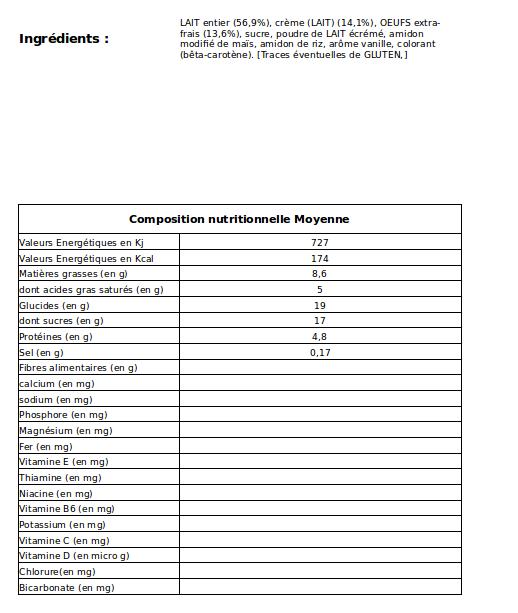 Ingrédients :
LAIT entier (56,9%), crème (LAIT) (14,1%), OEUFS extra-
frais (13,6%), sucre, poudre de LAIT écrémé, amidon
modifié de maïs, amidon de riz, arôme vanille, colorant
(bêta-carotène). [Traces éventuelles de GLUTEN,]
Composition nutritionnelle Moyenne
Valeurs Energétiques en Kj 727
Valeurs Energétiques en Kcal 174
Matières grasses (en g) 8,6
dont acides gras saturés (en g) 5
Glucides (en g) 19
dont sucres (en g) 17
Protéines (en g) 4,8
Sel (en g) 0,17
Fibres alimentaires (en g)
calcium (en mg)
sodium (en mg)
Phosphore (en mg)
Magnésium (en mg)
Fer (en mg)
Vitamine E (en mg)
Thiamine (en mg)
Niacine (en mg)
Vitamine B6 (en mg)
Potassium (en mg)
Vitamine C (en mg)
Vitamine D (en micro g)
Chlorure(en mg)
Bicarbonate (en mg)